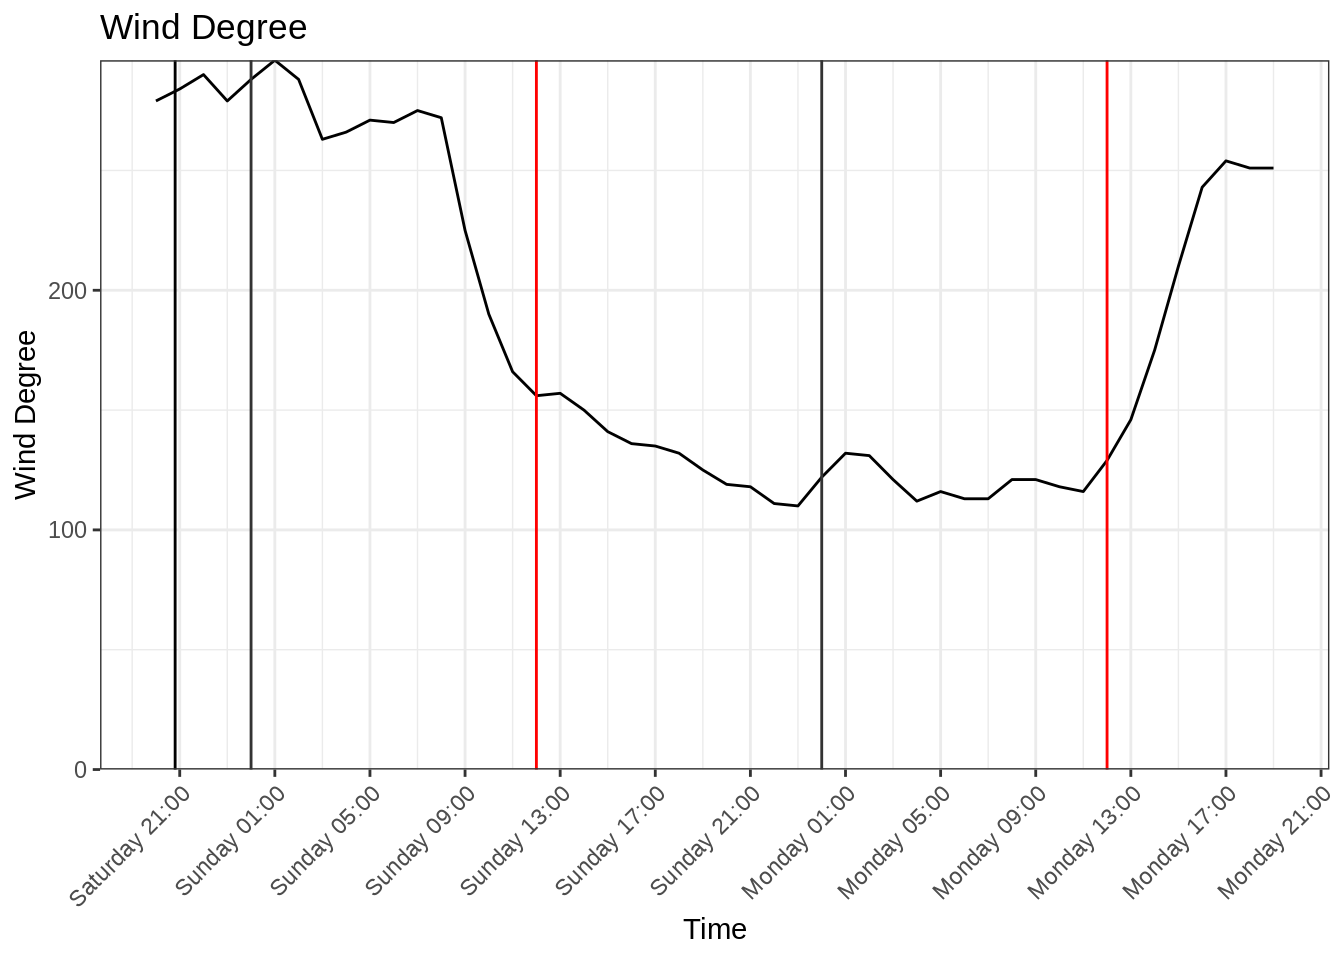 Wind Degree
Wind Degree
200
100
0
Saturday 21:00
Sunday 01:00
Sunday 05:00
Sunday 09:00
Sunday 13:00
Sunday 17:00
Sunday 21:00
Monday 01:00
Monday 05:00
Monday 09:00
Monday 13:00
Monday 17:00
Monday 21:00
Time